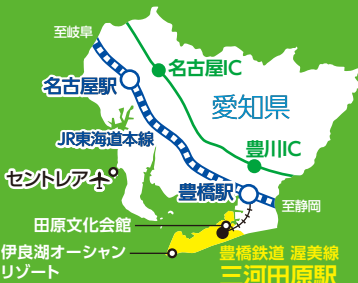 至岐阜
名古屋IC
名古屋駅
愛知県
JR東海道本線
豊川IC
セントレア
豊橋駅
至静岡
田原文化会館
伊良湖オーシャン
リゾート
豊橋鉄道 渥美線
三河田原駅